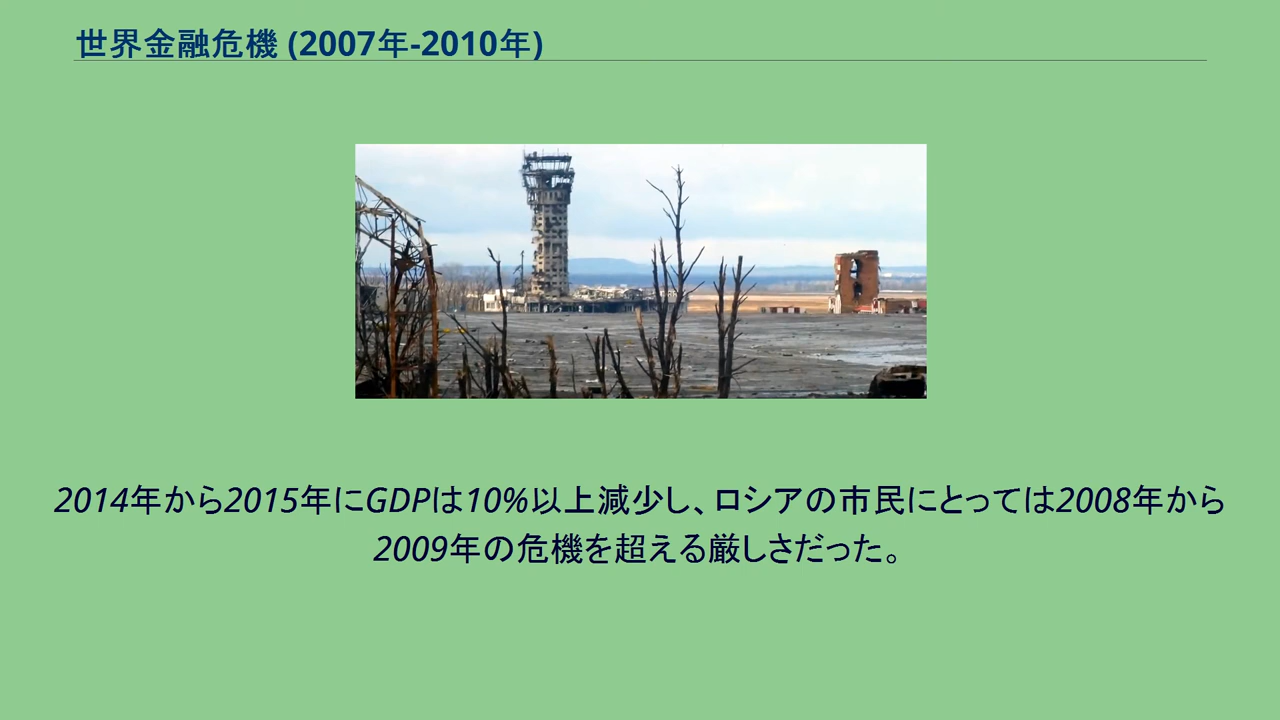 世界金融危機 (2007年-2010年)
2014年から2015年にGDPは10%以上減少し、ロシアの市民にとっては2008年から
2009年の危機を超える厳しさだった。